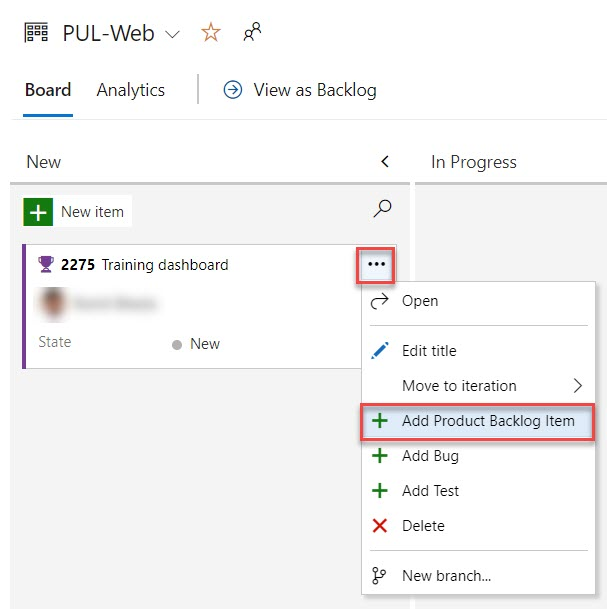 PUL-Web
Board Analytics View as Backlog
New In Progress
New item
2275 Training dashboard
State New
Open
Edit title
Move to iteration
Add Product Backlog Item
Add Bug
Add Test
Delete
New branch...